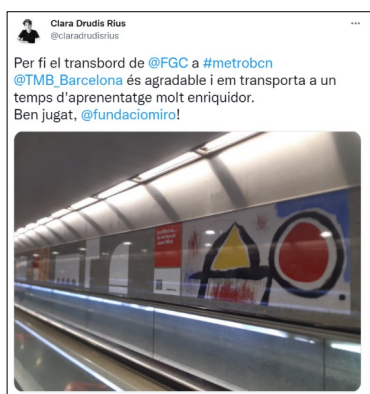 Clara Drudis Rius
@claradrudisrius
Per fi el transbord de @FGC a #metrobcn
@TMB_Barcelona és agradable i em transporta a un
temps d'aprenentatge molt enriquidor.
Ben jugat, @fundaciomiro!